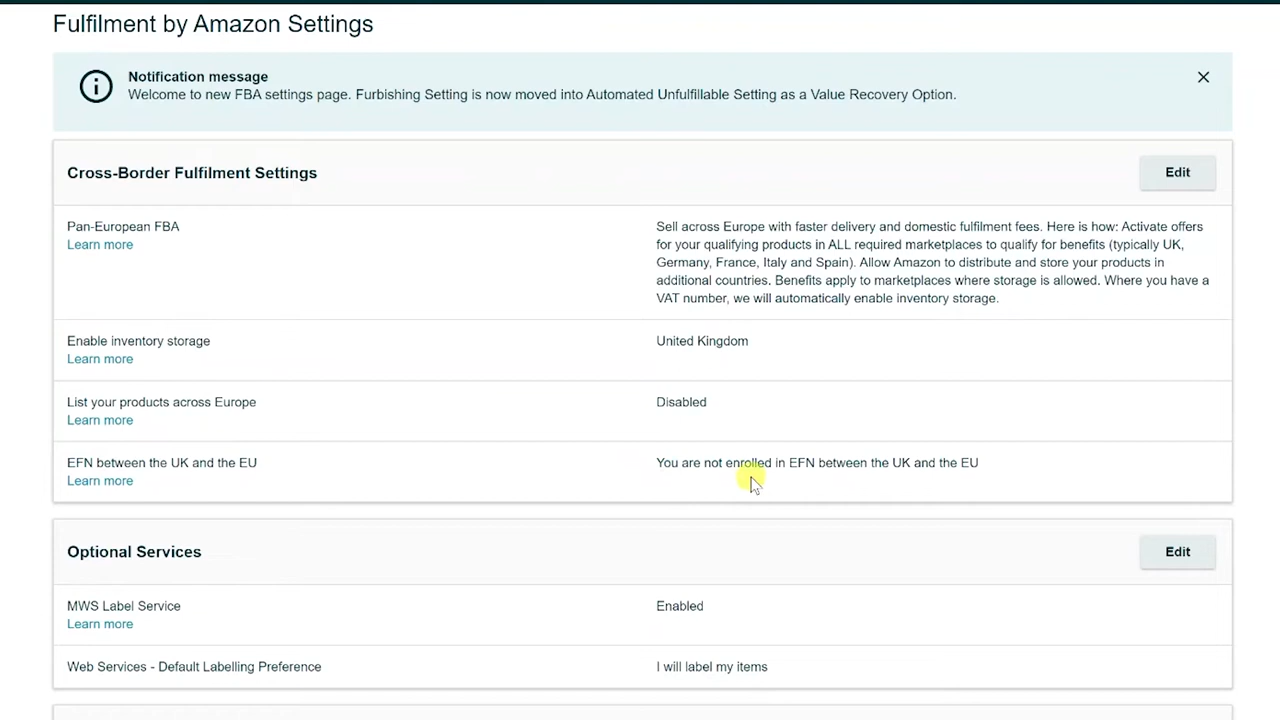 Fulfilment by Amazon Settings
Notification message
Welcome to new FBA settings page. Furbishing Setting is now moved into Automated Unfulfillable Setting as a Value Recovery Option.
Cross-Border Fulfilment Settings
Edit
Pan-European FBA
Learn more
Sell across Europe with faster delivery and domestic fulfilment fees. Here is how: Activate offers
for your qualifying products in ALL required marketplaces to qualify for benefits (typically UK,
Germany, France, Italy and Spain). Allow Amazon to distribute and store your products in
additional countries. Benefits apply to marketplaces where storage is allowed. Where you have a
VAT number, we will automatically enable inventory storage.
Enable inventory storage
Learn more
United Kingdom
List your products across Europe
Learn more
Disabled
EFN between the UK and the EU
Learn more
You are not enrolled in EFN between the UK and the EU
Optional Services
Edit
MWS Label Service
Learn more
Enabled
Web Services - Default Labelling Preference
I will label my items